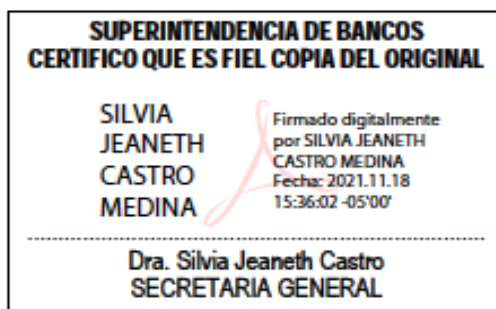 SUPERINTENDENCIA DE BANCOS
CERTIFICO QUE ES FIEL COPIA DEL ORIGINAL
SILVIA
JEANETH
CASTRO
MEDINA
Firmado digitalmente
por SILVIA JEANETH
CASTRO MEDINA
Fecha: 2021.11.18
15:36:02 -05'00'
Dra. Silvia Jeaneth Castro
SECRETARIA GENERAL